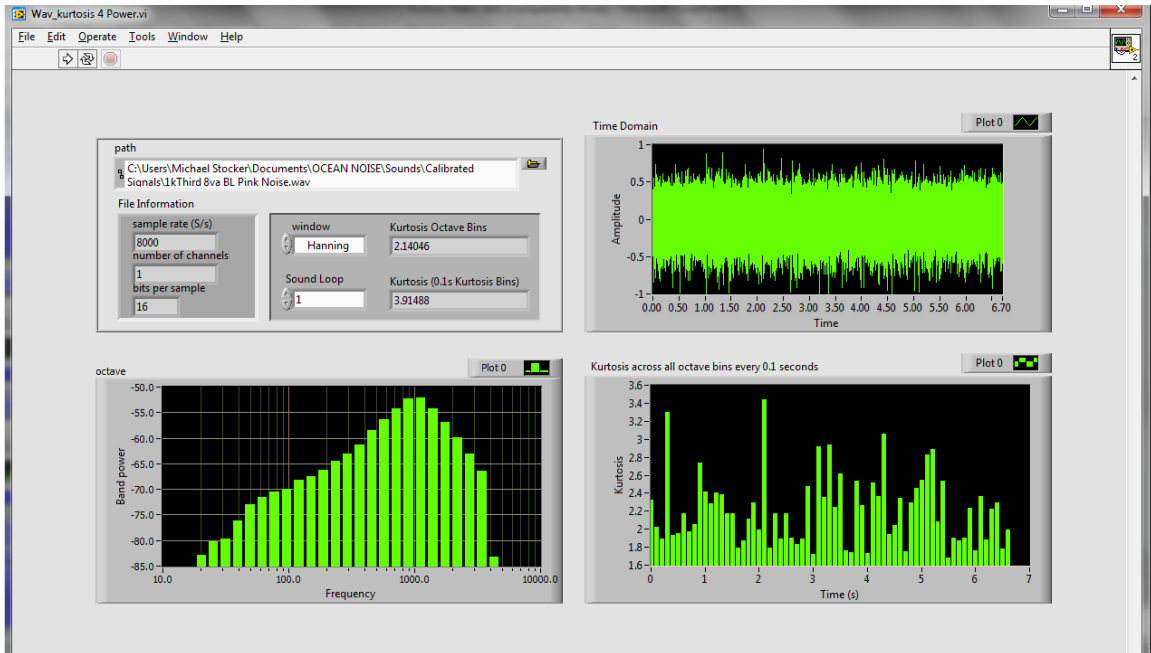 Wav_kurtosis 4 Power.vi
File Edit Operate Tools Window Help
2
path
C:\Users\Michael Stocker\Documents\OCEAN NOISE\Sounds\Calibrated
Signals\1kThird 8va BL Pink Noise.wav
File Information
sample rate (S/s)
8000
number of channels
1
bits per sample
16
window
Hanning
Kurtosis Octave Bins
2.14046
Sound Loop
1
Kurtosis (0.1s Kurtosis Bins)
3.91488
Time Domain
Plot 0
Amplitude
1
0.5
0
-0.5
-1
0.00 0.50 1.00 1.50 2.00 2.50 3.00 3.50 4.00 4.50 5.00 5.50 6.00 6.70
Time
octave
Plot 0
Band power
-50.0
-55.0
-60.0
-65.0
-70.0
-75.0
-80.0
-85.0
10.0 100.0 1000.0 10000.0
Frequency
Kurtosis across all octave bins every 0.1 seconds
Plot 0
Kurtosis
3.6
3.4
3.2
3
2.8
2.6
2.4
2.2
2
1.8
1.6
0 1 2 3 4 5 6 7
Time (s)